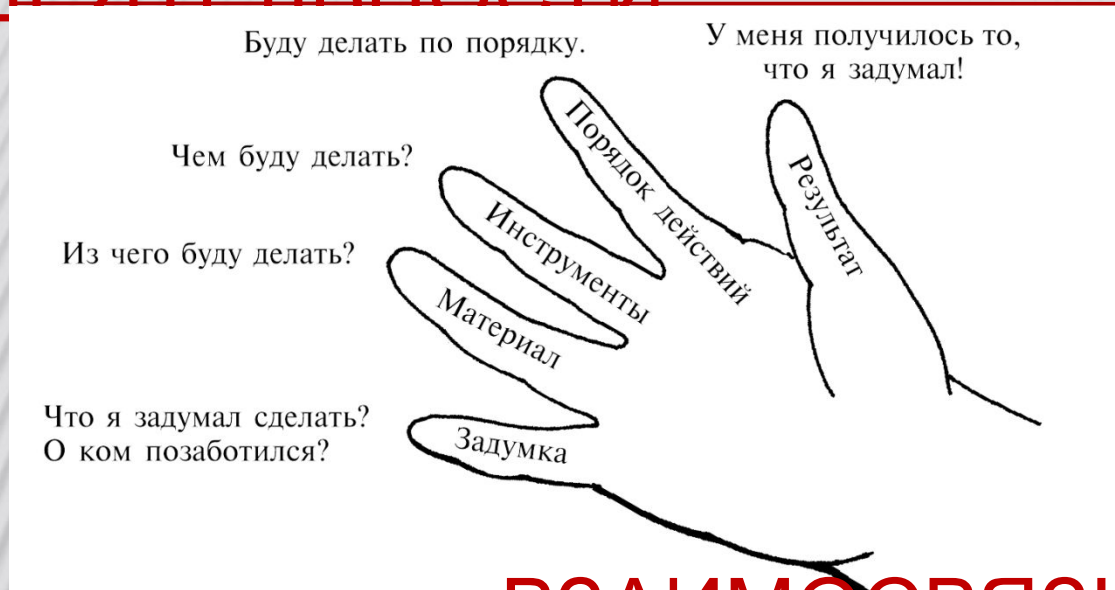 Буду делать по порядку.
У меня получилось то,
что я задумал!
Чем буду делать?
Из чего буду делать?
Что я задумал сделать?
О ком позаботился?
Порядок действий
Результат
Инструменты
Материал
Задумка